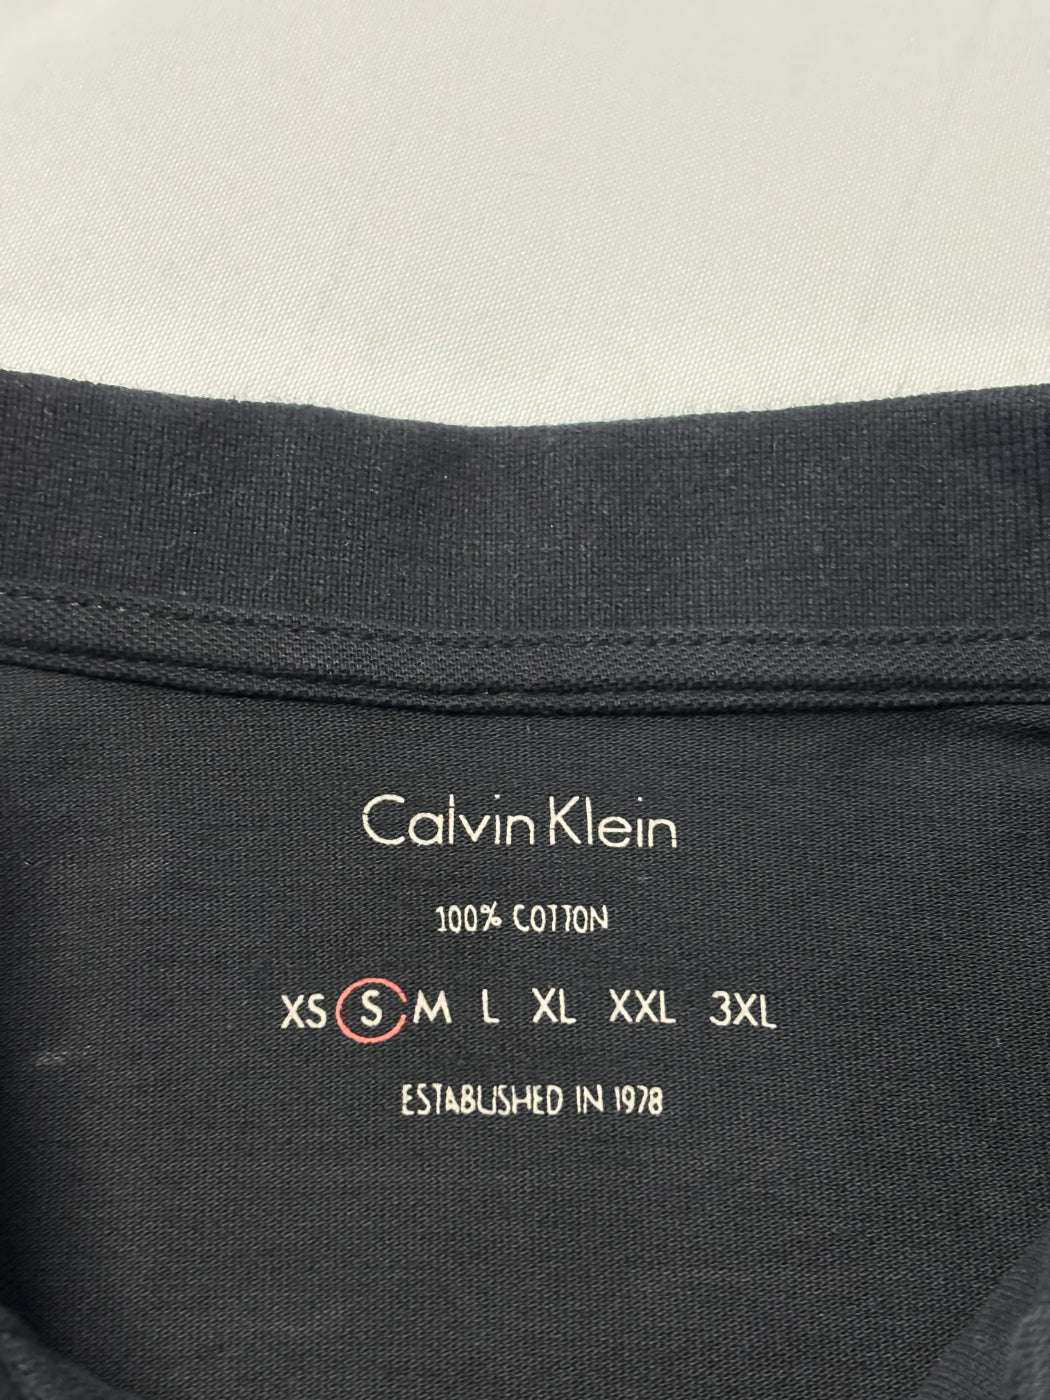 Calvin Klein
100% COTTON
XS S M L XL XXL 3XL
ESTABLISHED IN 1978